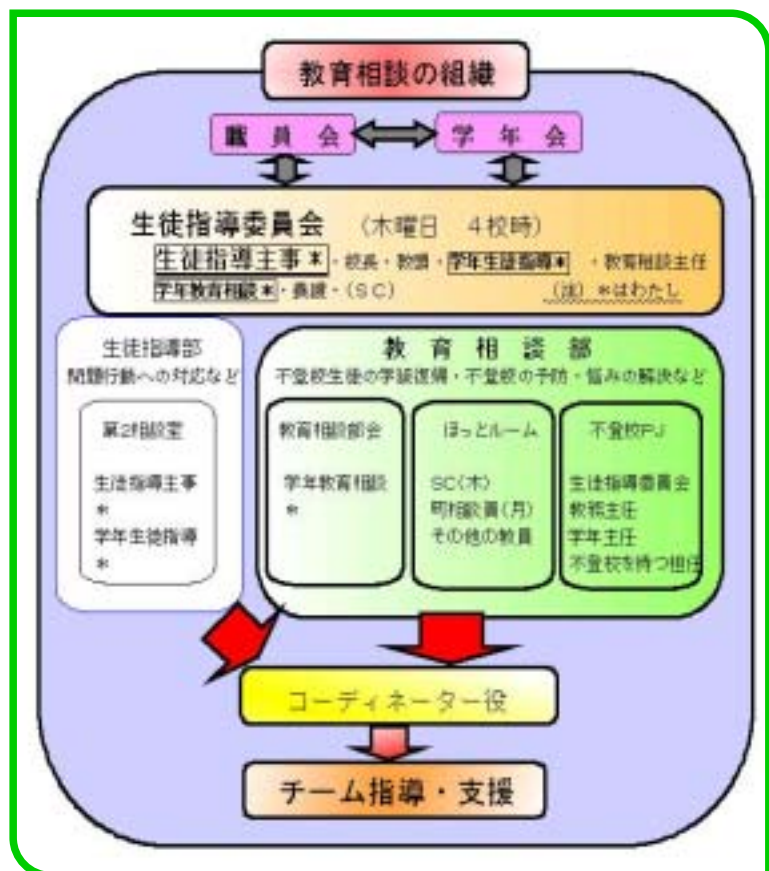 教育相談の組織
職員会
学年会
生徒指導委員会 (木曜日 4校時)
生徒指導主事*・校長・教頭・学年生徒指導*・教育相談主任
学年教育相談*・養護・(SC) (注)*はわたし
生徒指導部
問題行動への対応など
第2相談室
生徒指導主事
*
学年生徒指導
*
教育相談部
不登校生徒の学級復帰・不登校の予防・悩みの解決など
教育相談部会
学年教育相談
*
ほっとルーム
SC(木)
町相談員(月)
その他の教員
不登校PJ
生徒指導委員会
教務主任
学年主任
不登校を持つ担任
コーディネーター役
チーム指導・支援